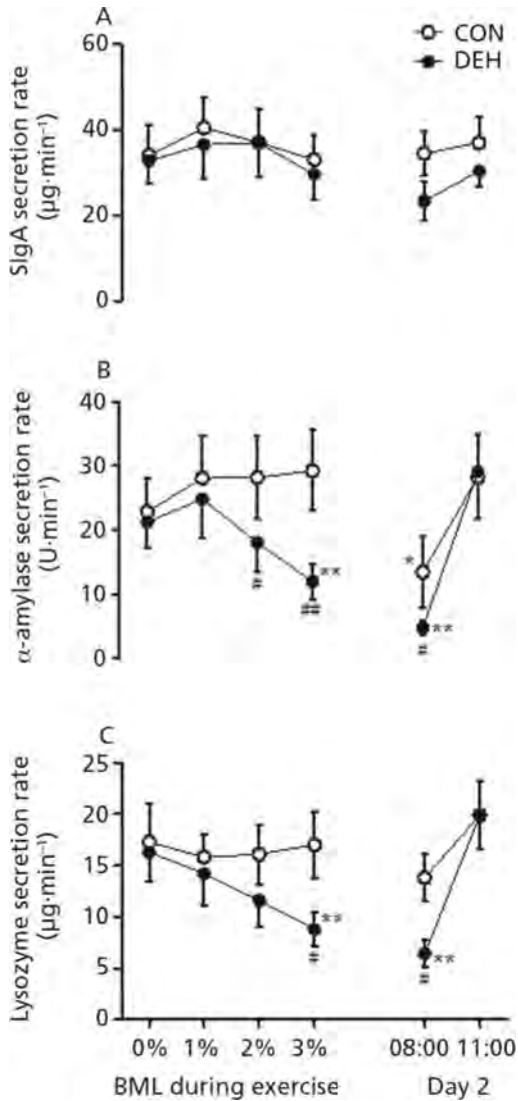 A
CON
DEH
SIgA secretion rate
(µg·min⁻¹)
60
40
20
0
B
α-amylase secretion rate
(U·min⁻¹)
40
30
20
10
0
#
##
**
*
**
#
C
Lysozyme secretion rate
(µg·min⁻¹)
25
20
15
10
5
0
**
#
**
#
0% 1% 2% 3% 08:00 11:00
BML during exercise Day 2